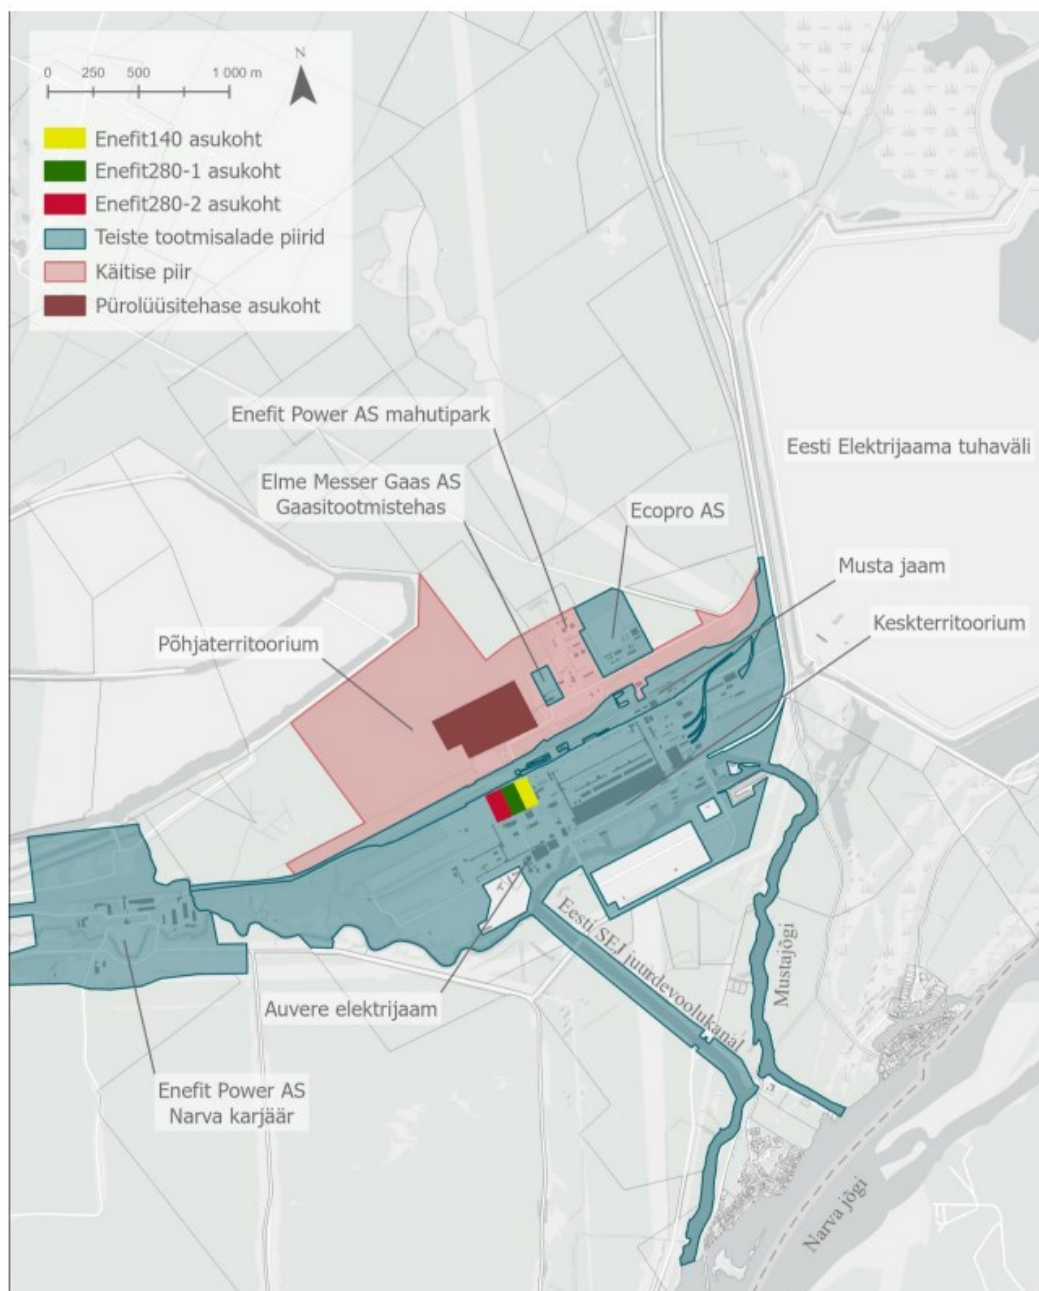 N
0 250 500 1 000 m
Enefit140 asukoht
Enefit280-1 asukoht
Enefit280-2 asukoht
Teiste tootmisalade piirid
Käitise piir
Pürolüüsitehase asukoht
Enefit Power AS mahutipark
Eesti Elektrijaama tuhaväli
Elme Messer Gaas AS
Gaasitootmistehas
Ecopro AS
Musta jaam
Keskterritoorium
Põhjaterritoorium
Eesti SEJ juurdevoolukanal
Mustajõgi
Auvere elektrijaam
Enefit Power AS
Narva karjäär
Narva jõgi